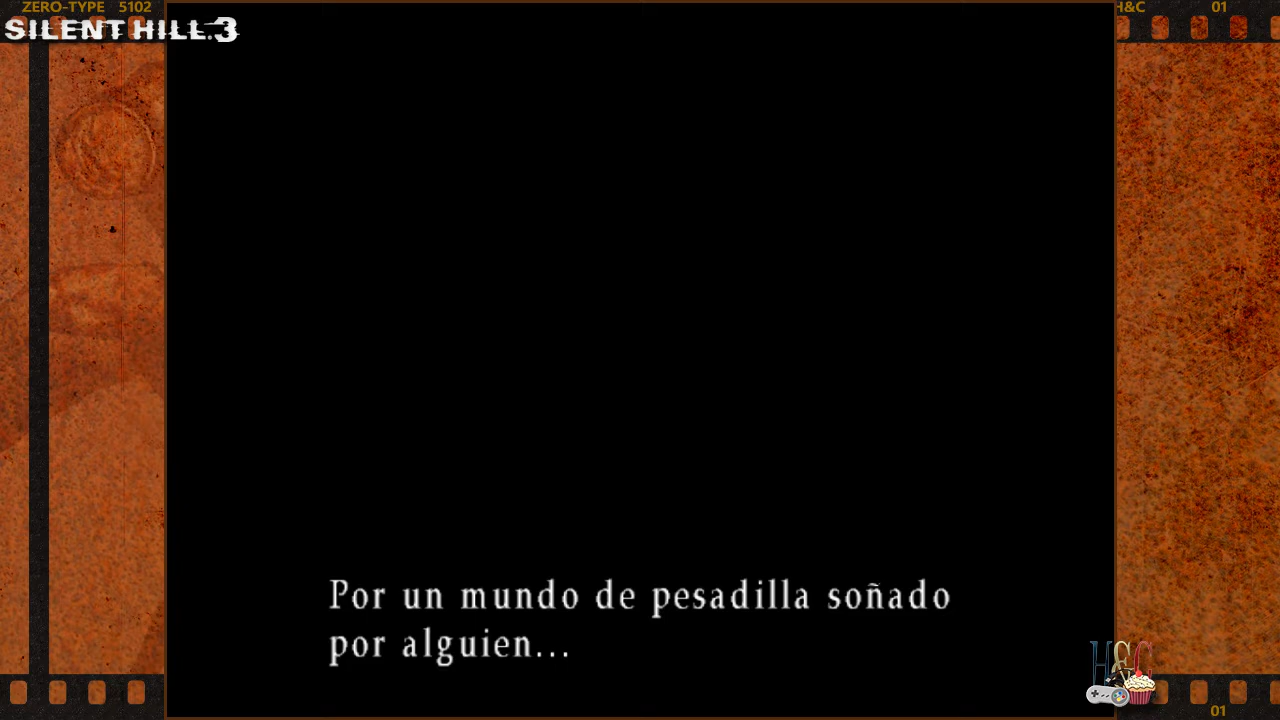 ZERO-TYPE 5102
H&C 01
SILENT HILL 3
Por un mundo de pesadilla soñado
por alguien...
H&C
01